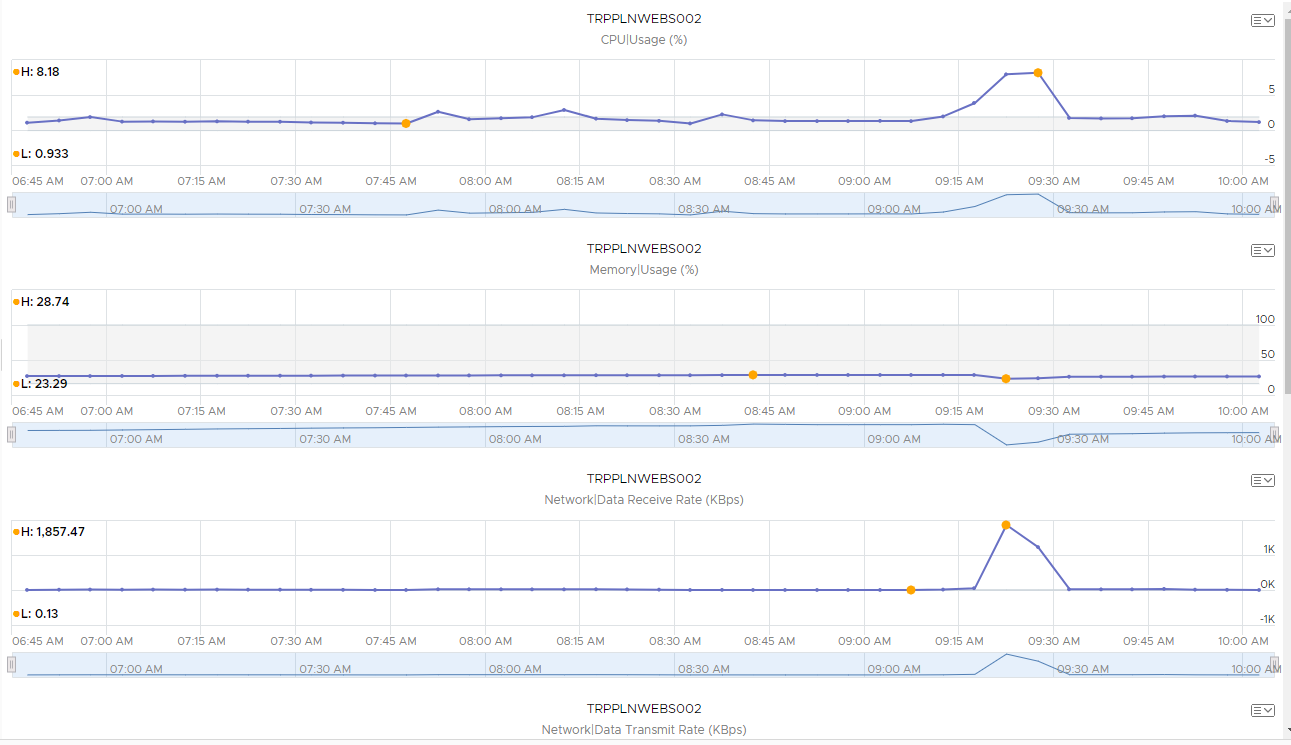 TRPPLNWEBS002
CPU|Usage (%)
H: 8.18
5
0
L: 0.933
-5
06:45 AM 07:00 AM 07:15 AM 07:30 AM 07:45 AM 08:00 AM 08:15 AM 08:30 AM 08:45 AM 09:00 AM 09:15 AM 09:30 AM 09:45 AM 10:00 AM
07:00 AM 07:30 AM 08:00 AM 08:30 AM 09:00 AM 09:30 AM 10:00 AM
TRPPLNWEBS002
Memory|Usage (%)
H: 28.74
100
50
L: 23.29
0
06:45 AM 07:00 AM 07:15 AM 07:30 AM 07:45 AM 08:00 AM 08:15 AM 08:30 AM 08:45 AM 09:00 AM 09:15 AM 09:30 AM 09:45 AM 10:00 AM
07:00 AM 07:30 AM 08:00 AM 08:30 AM 09:00 AM 09:30 AM 10:00 AM
TRPPLNWEBS002
Network|Data Receive Rate (KBps)
H: 1,857.47
1K
0K
L: 0.13
-1K
06:45 AM 07:00 AM 07:15 AM 07:30 AM 07:45 AM 08:00 AM 08:15 AM 08:30 AM 08:45 AM 09:00 AM 09:15 AM 09:30 AM 09:45 AM 10:00 AM
07:00 AM 07:30 AM 08:00 AM 08:30 AM 09:00 AM 09:30 AM 10:00 AM
TRPPLNWEBS002
Network|Data Transmit Rate (KBps)